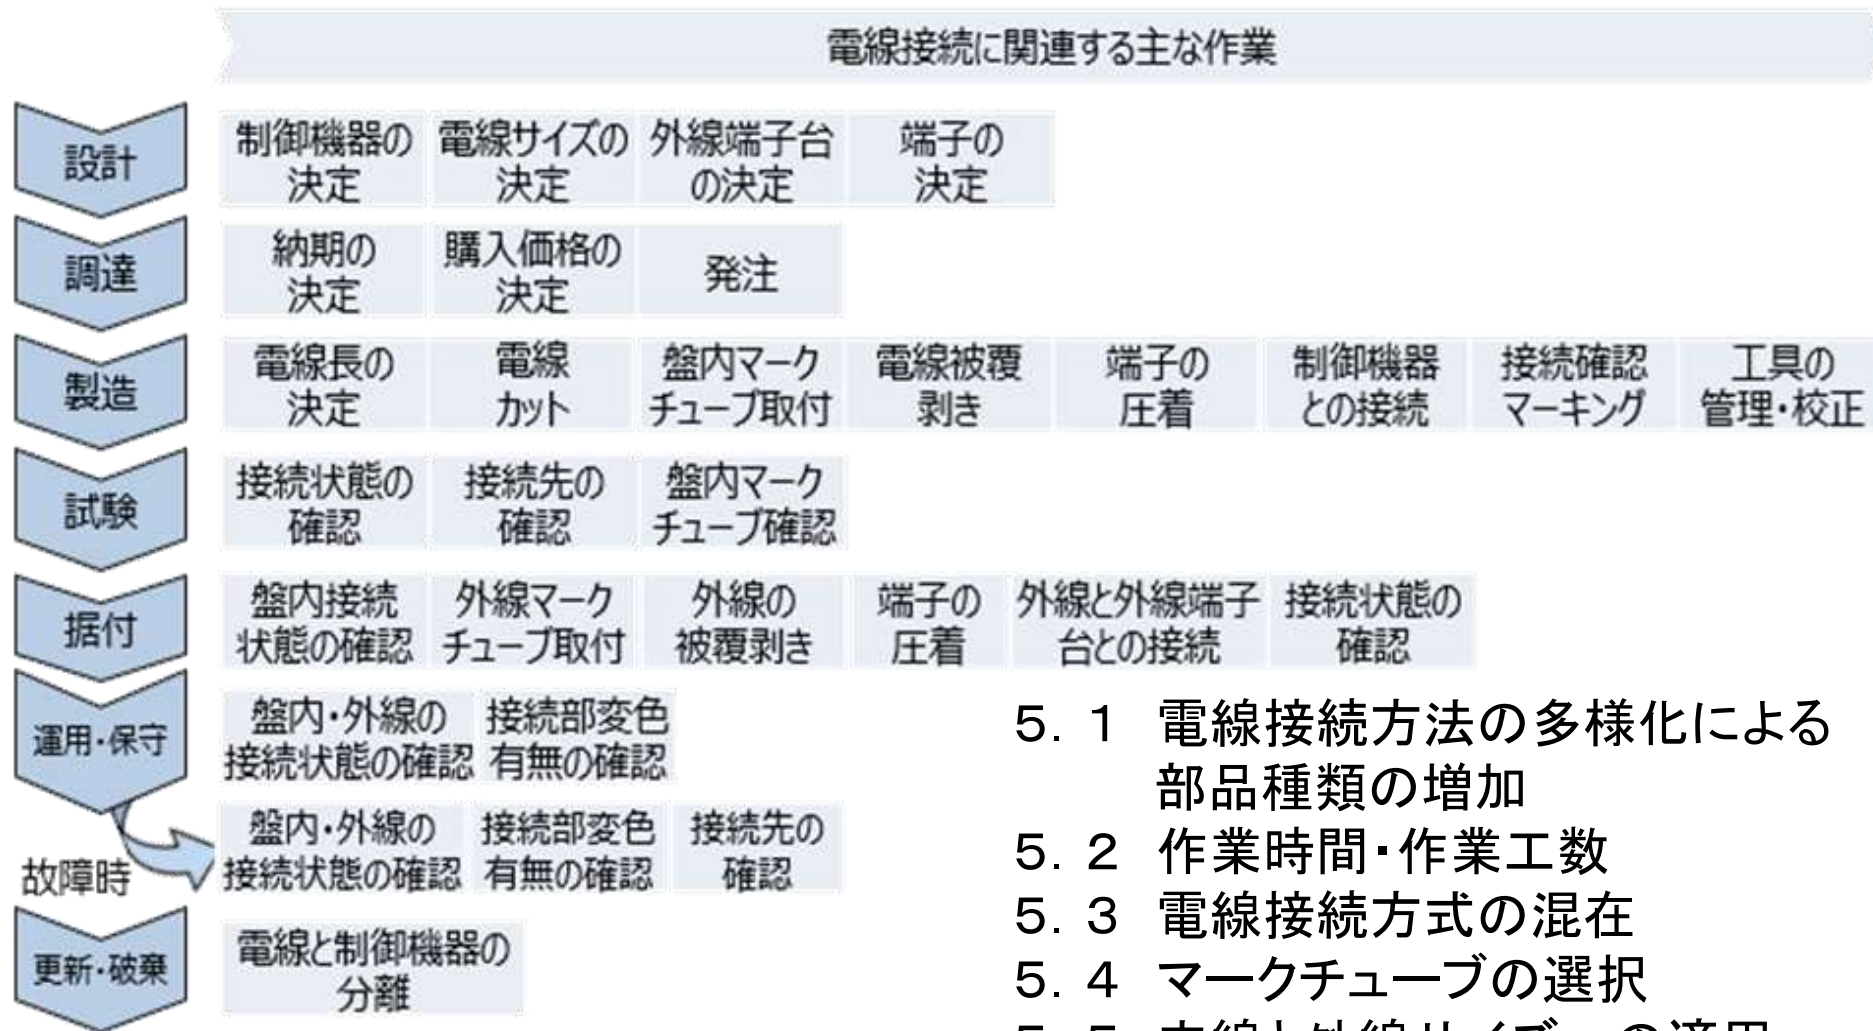 電線接続に関連する主な作業
設計
制御機器の
決定
電線サイズの
決定
外線端子台
の決定
端子の
決定
調達
納期の
決定
購入価格の
決定
発注
製造
電線長の
決定
電線
カット
盤内マーク
チューブ取付
電線被覆
剥き
端子の
圧着
制御機器
との接続
接続確認
マーキング
工具の
管理・校正
試験
接続状態の
確認
接続先の
確認
盤内マーク
チューブ確認
据付
盤内接続
状態の確認
外線マーク
チューブ取付
外線の
被覆剥き
端子の
圧着
外線と外線端子
台との接続
接続状態の
確認
運用・保守
盤内・外線の
接続状態の確認
接続部変色
有無の確認
故障時
盤内・外線の
接続状態の確認
接続部変色
有無の確認
接続先の
確認
更新・破棄
電線と制御機器の
分離
5.1 電線接続方法の多様化による
部品種類の増加
5.2 作業時間・作業工数
5.3 電線接続方式の混在
5.4 マークチューブの選択